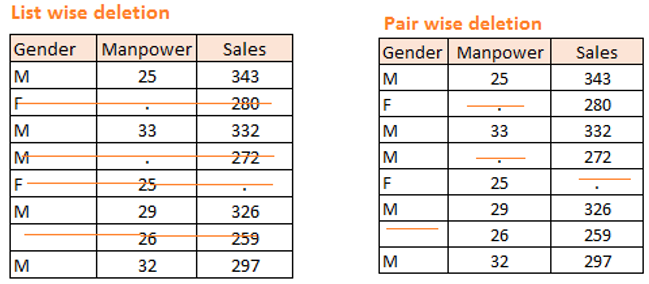 List wise deletion
Gender Manpower Sales
M 25 343
F . 280
M 33 332
M . 272
F 25 .
M 29 326
26 259
M 32 297
Pair wise deletion
Gender Manpower Sales
M 25 343
F . 280
M 33 332
M . 272
F 25 .
M 29 326
26 259
M 32 297